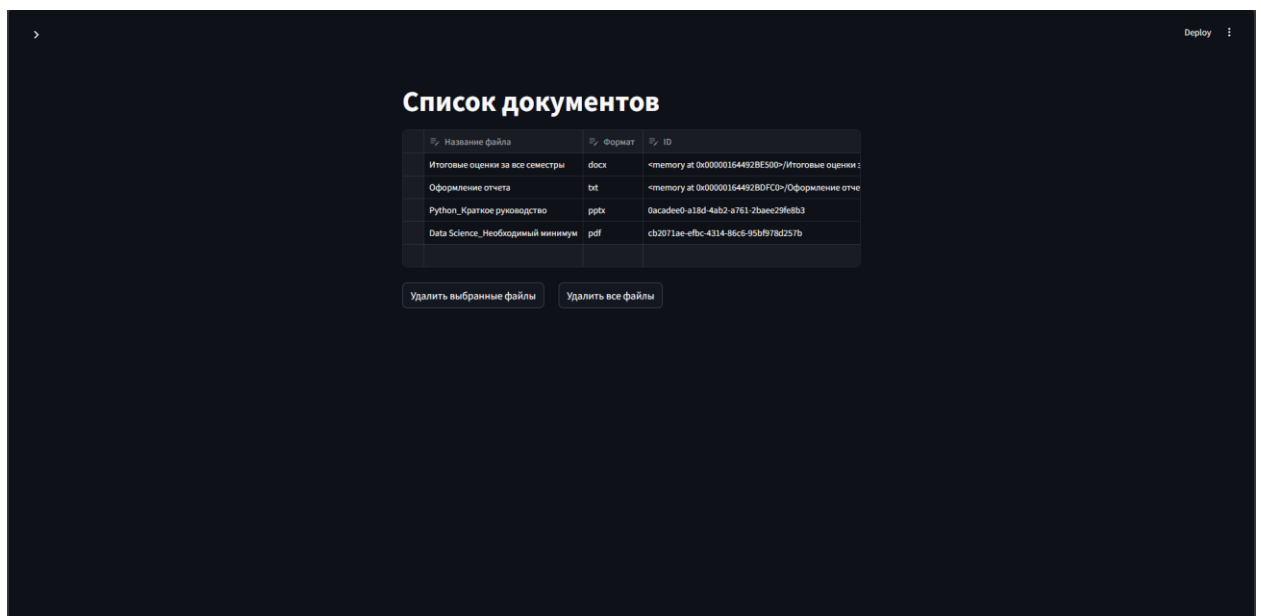 Deploy
Список документов
Название файла Формат ID
Итоговые оценки за все семестры docx <memory at 0x00000164492BE500>/Итоговые оценки з
Оформление отчета txt <memory at 0x00000164492BDFC0>/Оформление отче
Python_Краткое руководство pptx 0acadee0-a18d-4ab2-a761-2baee29fe8b3
Data Science_Необходимый минимум pdf cb2071ae-efbc-4314-86c6-95bf978d257b
Удалить выбранные файлы Удалить все файлы